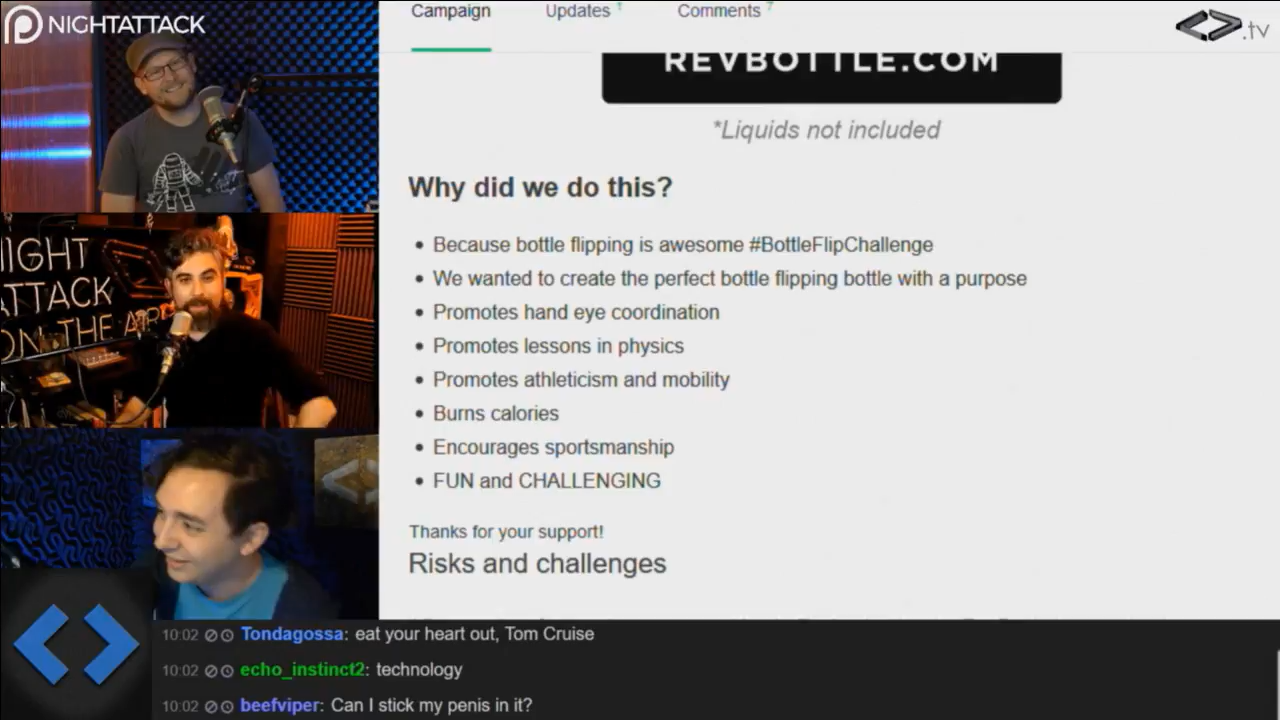 NIGHTATTACK
Campaign
Updates
Comments
.tv
REVBOTTLE.COM
*Liquids not included
Why did we do this?
• Because bottle flipping is awesome #BottleFlipChallenge
• We wanted to create the perfect bottle flipping bottle with a purpose
• Promotes hand eye coordination
• Promotes lessons in physics
• Promotes athleticism and mobility
• Burns calories
• Encourages sportsmanship
• FUN and CHALLENGING
Thanks for your support!
Risks and challenges
NIGHT
ATTACK
ON THE AIR
10:02 Tondagossa: eat your heart out, Tom Cruise
10:02 echo_instinct2: technology
10:02 beefviper: Can I stick my penis in it?